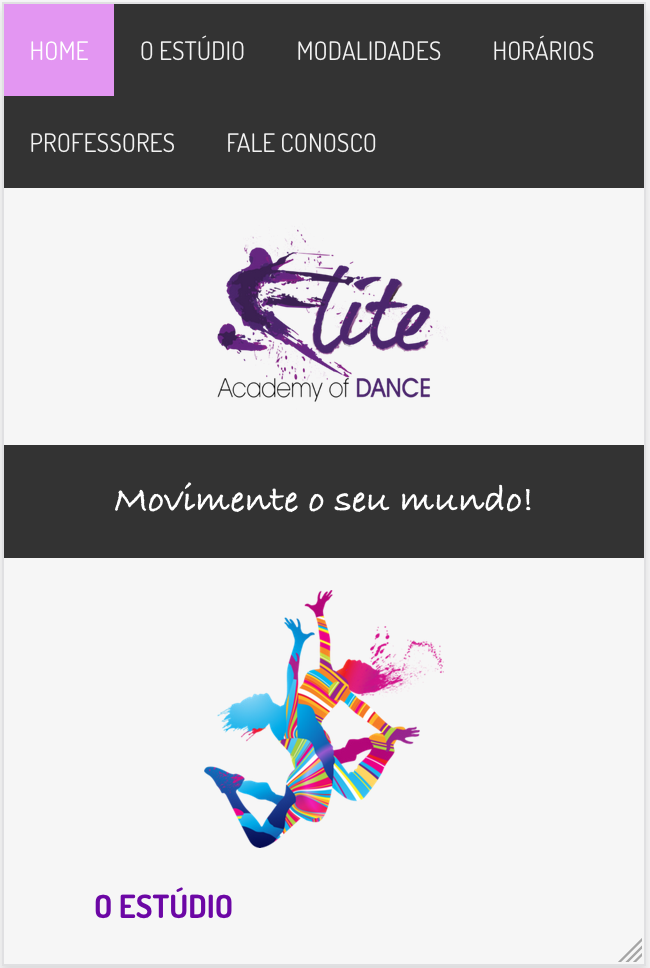 HOME O ESTÚDIO MODALIDADES HORÁRIOS
PROFESSORES FALE CONOSCO
Elite
Academy of DANCE
Movimente o seu mundo!
O ESTÚDIO